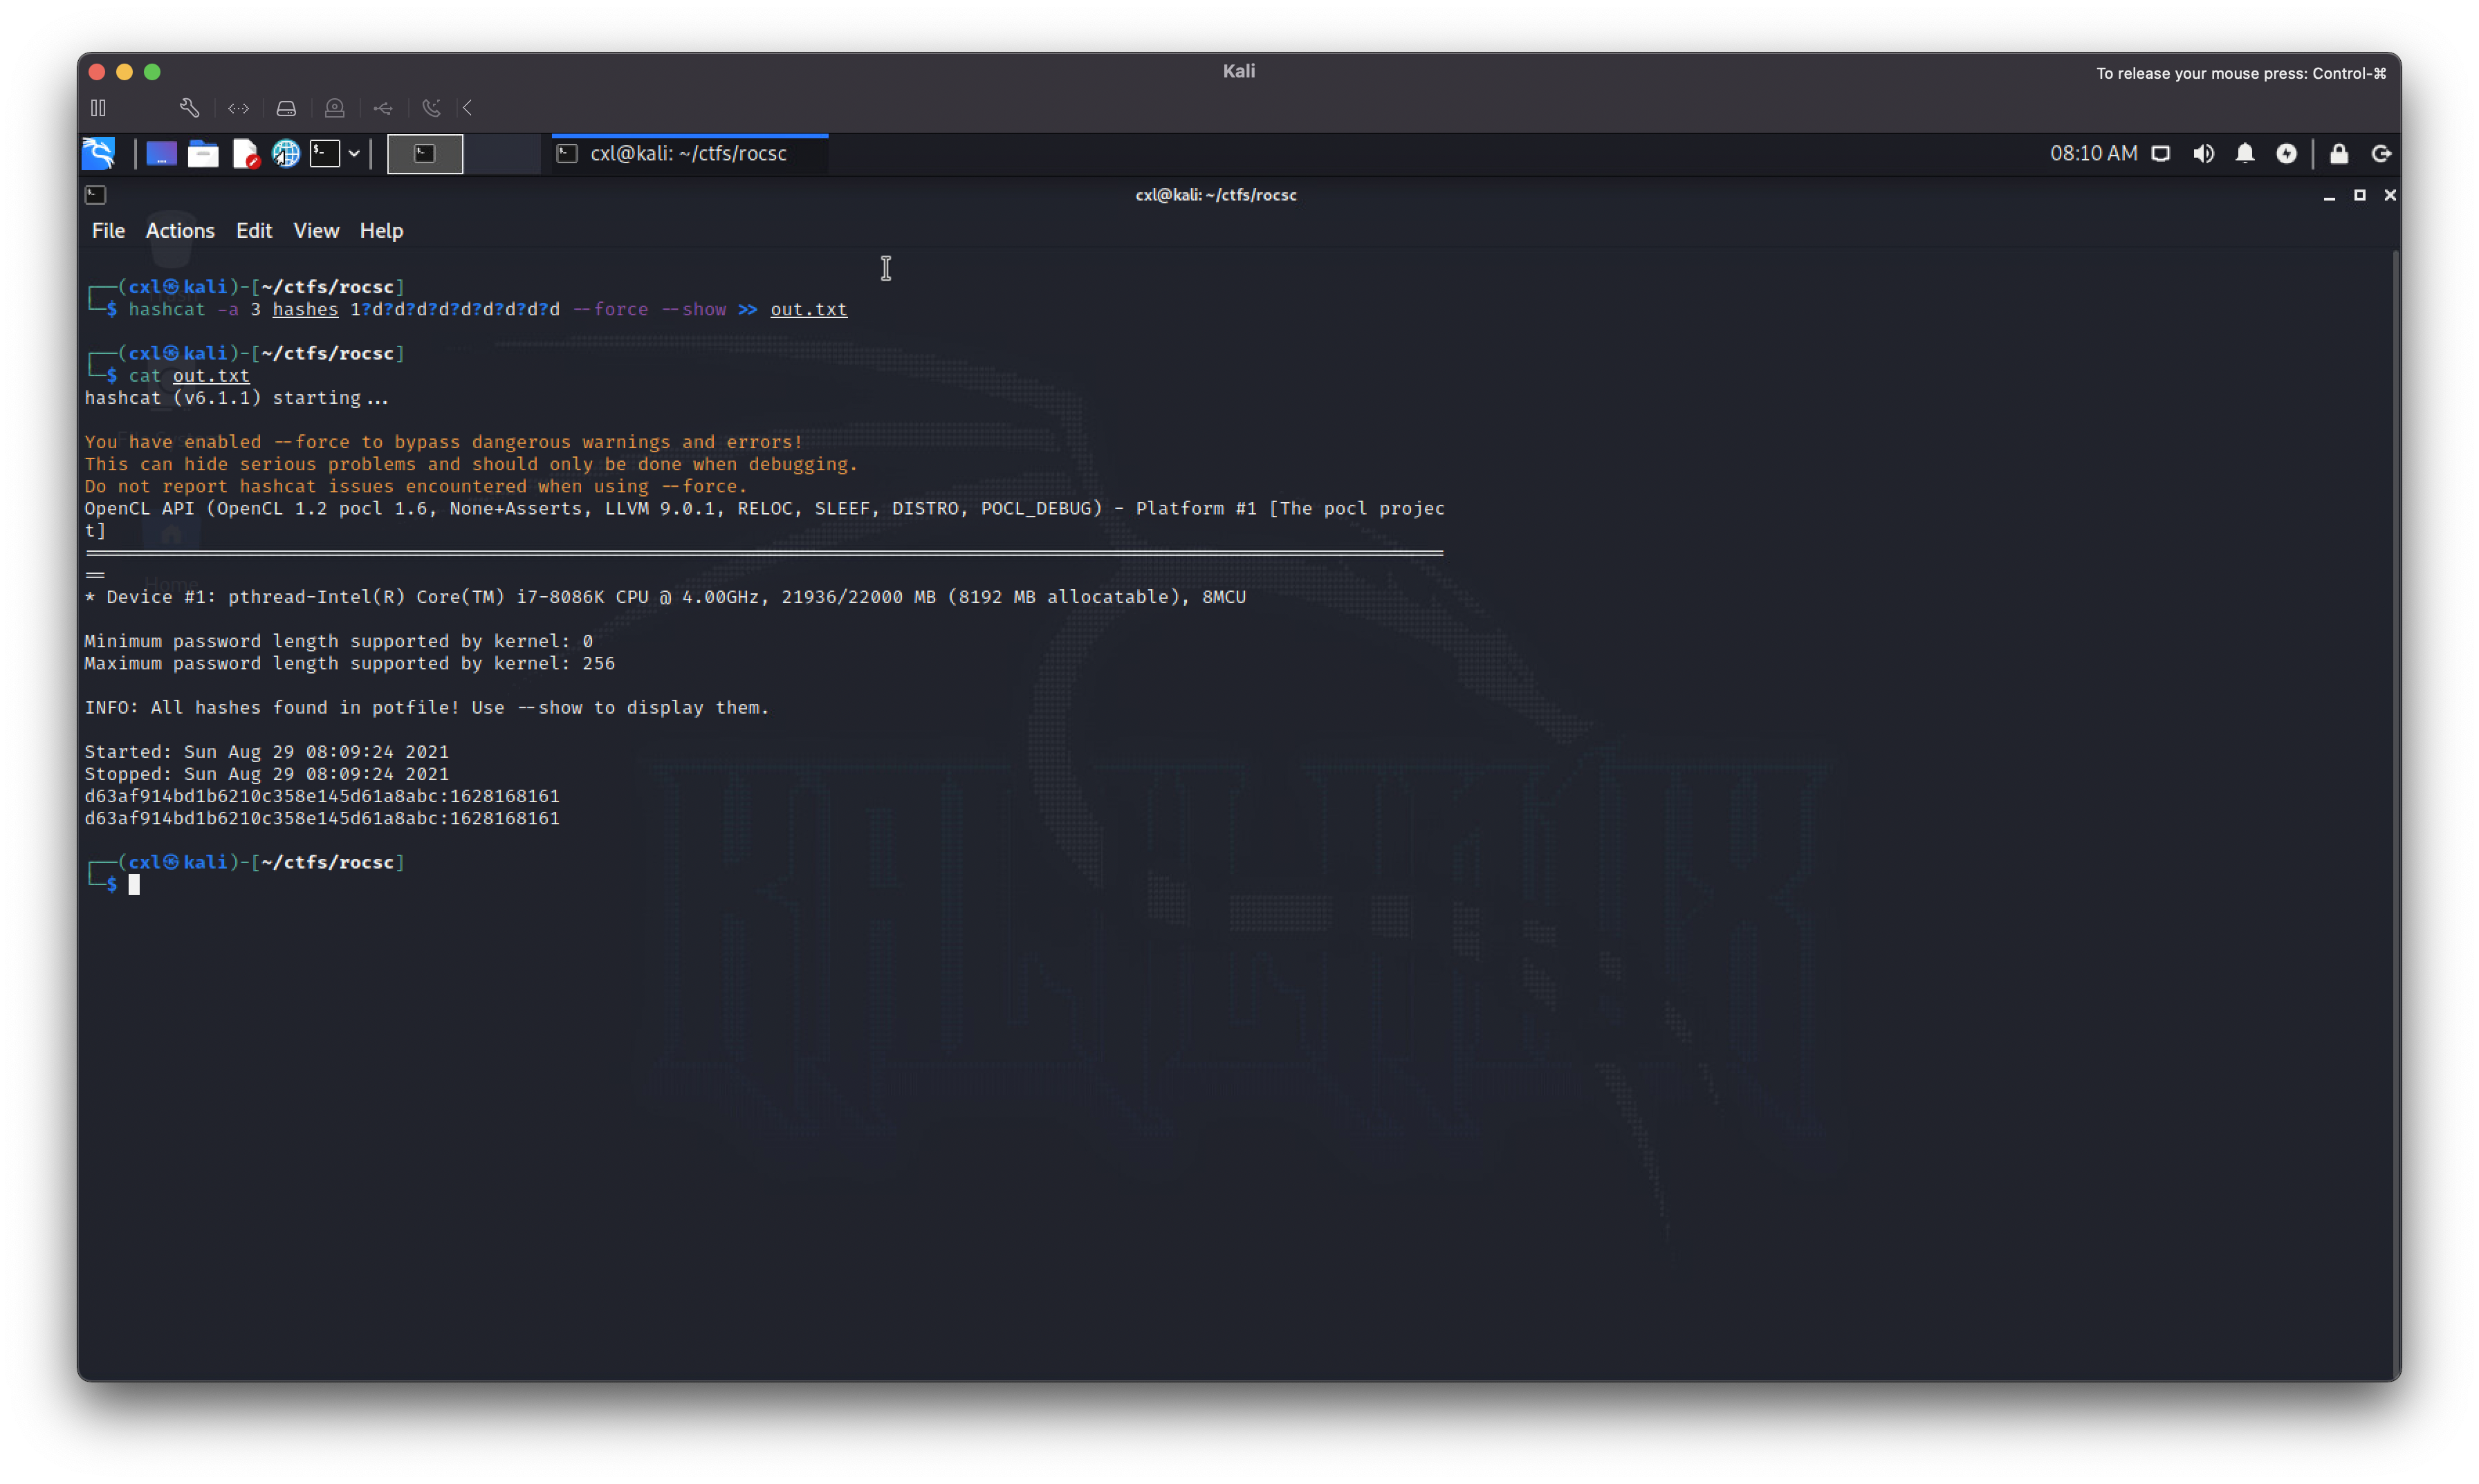 Kali
To release your mouse press: Control-⌘
cxl@kali: ~/ctfs/rocsc
08:10 AM
cxl@kali: ~/ctfs/rocsc
File Actions Edit View Help
┌──(cxl㉿kali)-[~/ctfs/rocsc]
└─$ hashcat -a 3 hashes 1?d?d?d?d?d?d?d?d?d --force --show >> out.txt
┌──(cxl㉿kali)-[~/ctfs/rocsc]
└─$ cat out.txt
hashcat (v6.1.1) starting...
You have enabled --force to bypass dangerous warnings and errors!
This can hide serious problems and should only be done when debugging.
Do not report hashcat issues encountered when using --force.
OpenCL API (OpenCL 1.2 pocl 1.6, None+Asserts, LLVM 9.0.1, RELOC, SLEEF, DISTRO, POCL_DEBUG) - Platform #1 [The pocl projec
t]
* Device #1: pthread-Intel(R) Core(TM) i7-8086K CPU @ 4.00GHz, 21936/22000 MB (8192 MB allocatable), 8MCU
Home
Minimum password length supported by kernel: 0
Maximum password length supported by kernel: 256
INFO: All hashes found in potfile! Use --show to display them.
Started: Sun Aug 29 08:09:24 2021
Stopped: Sun Aug 29 08:09:24 2021
d63af914bd1b6210c358e145d61a8abc:1628168161
d63af914bd1b6210c358e145d61a8abc:1628168161
┌──(cxl㉿kali)-[~/ctfs/rocsc]
└─$